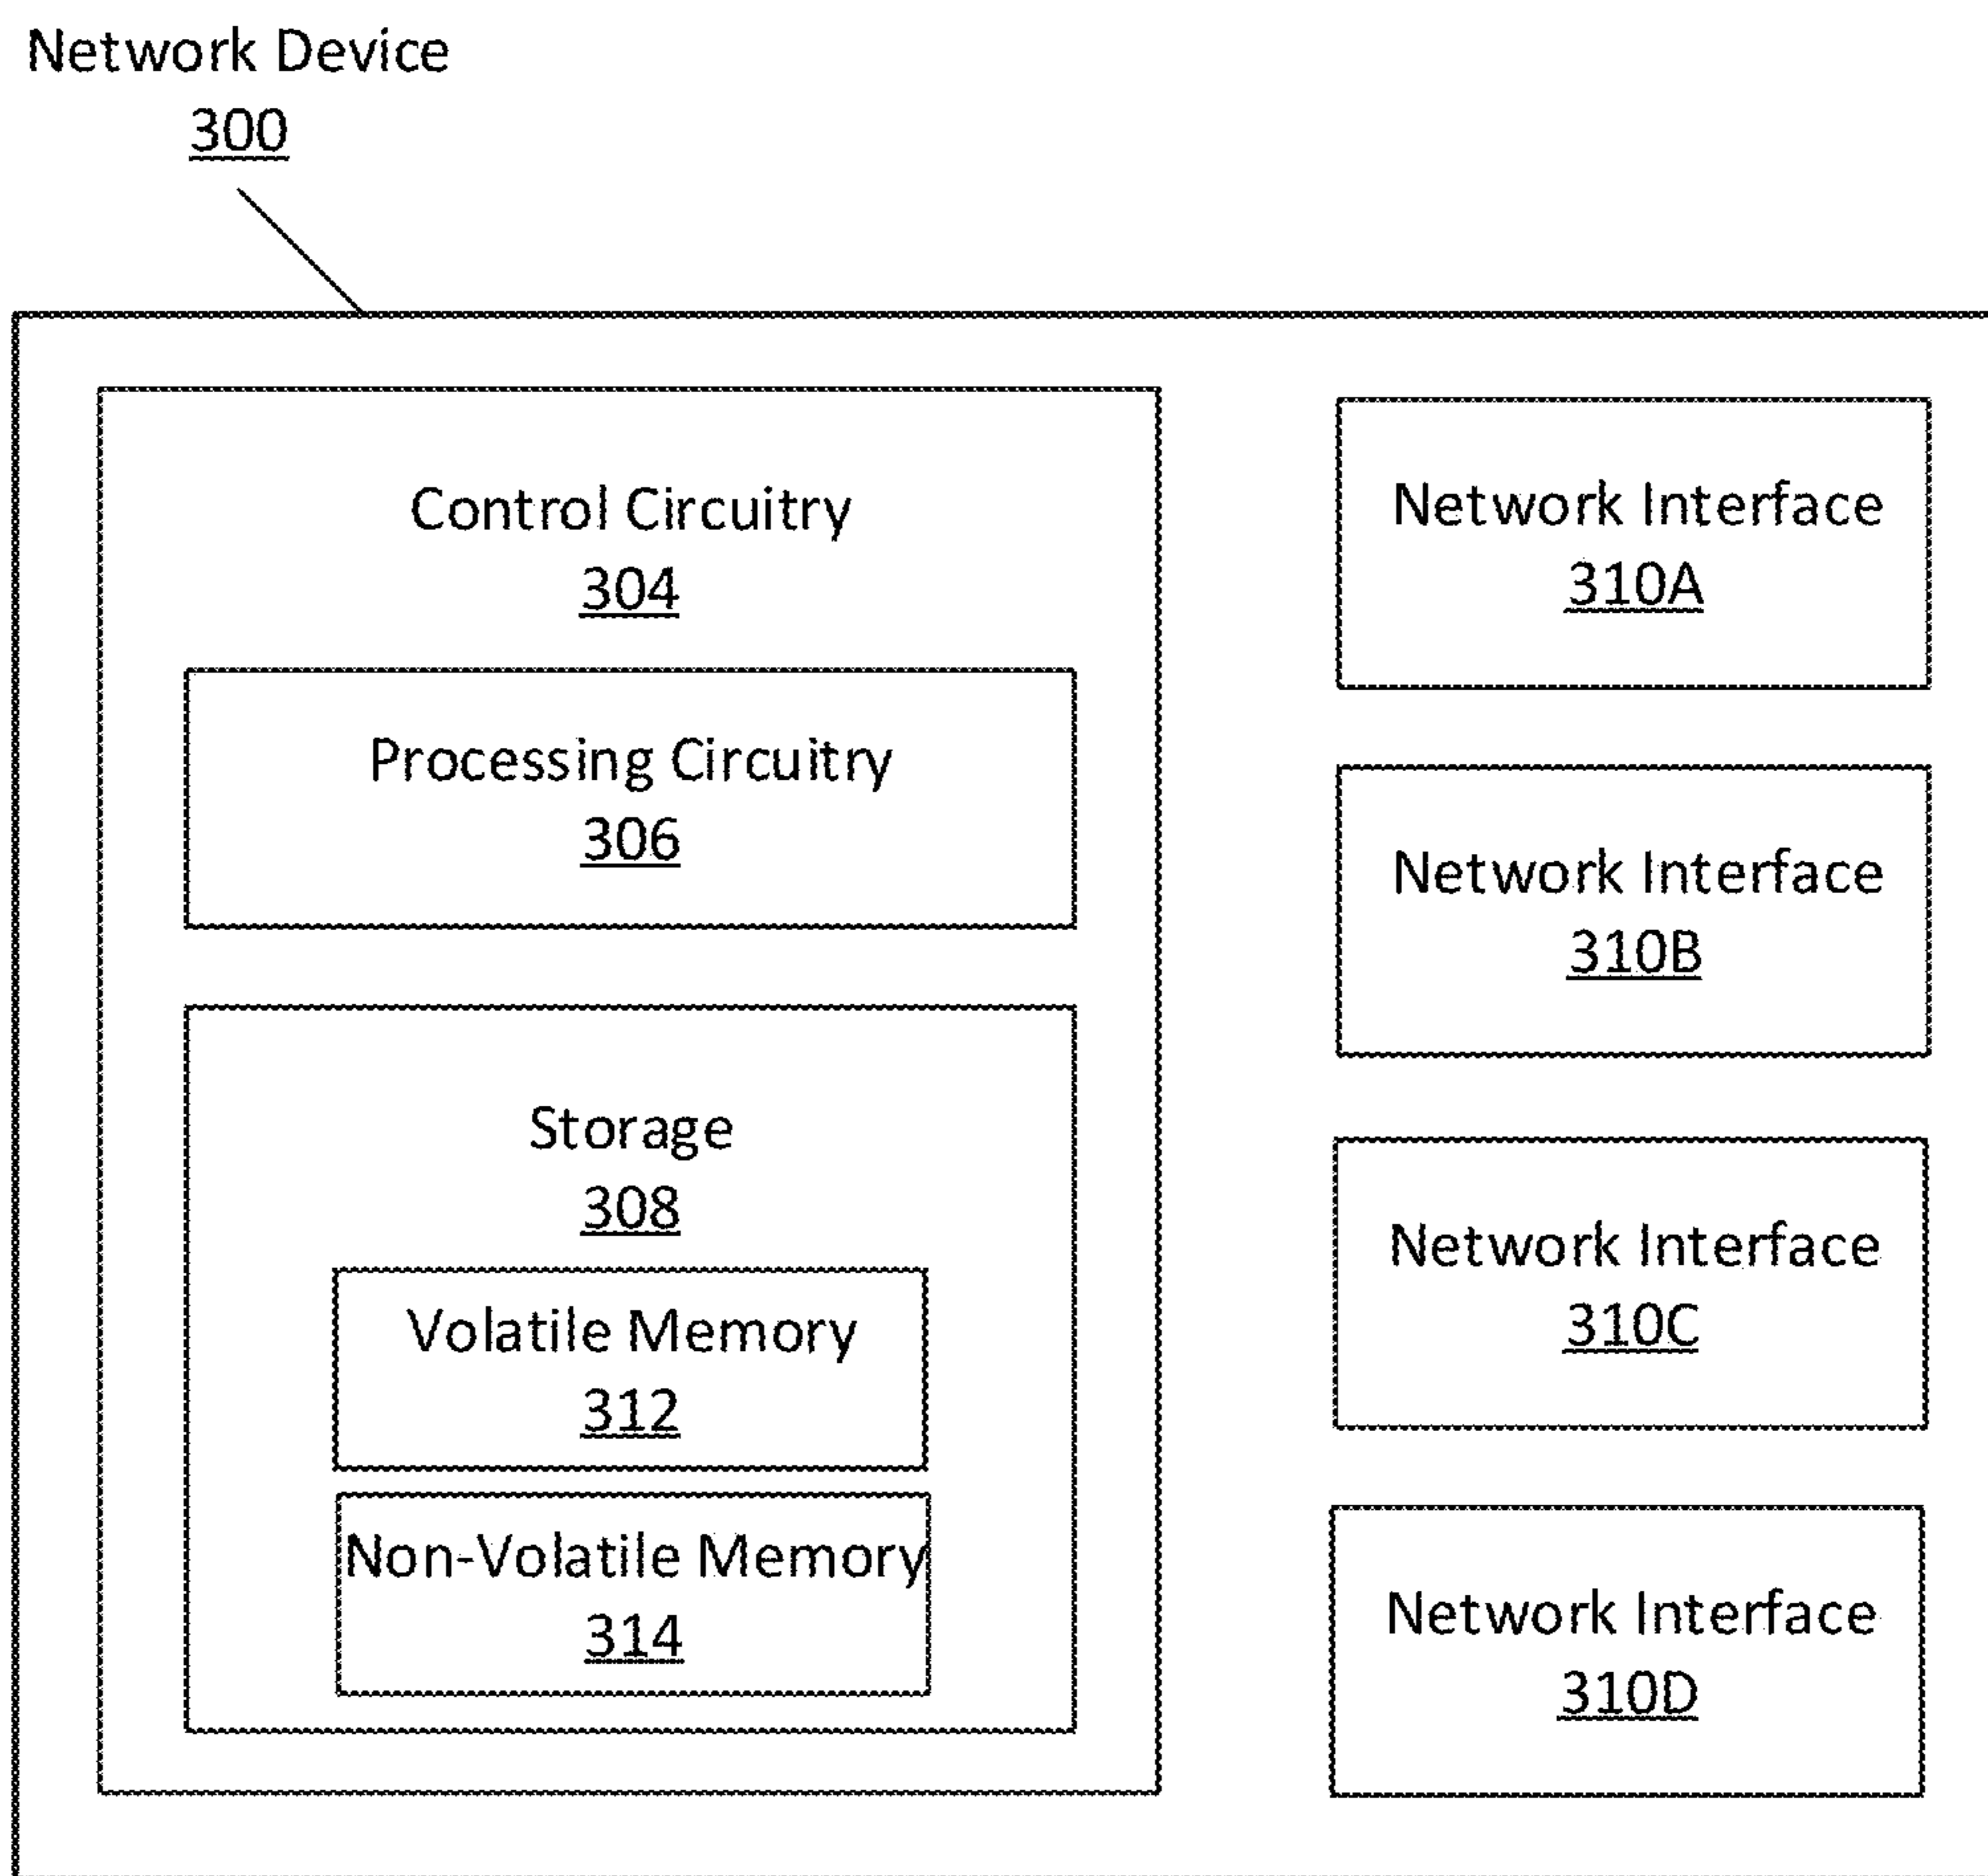 Network Device
300
Control Circuitry
304
Processing Circuitry
306
Storage
308
Volatile Memory
312
Non-Volatile Memory
314
Network Interface
310A
Network Interface
310B
Network Interface
310C
Network Interface
310D